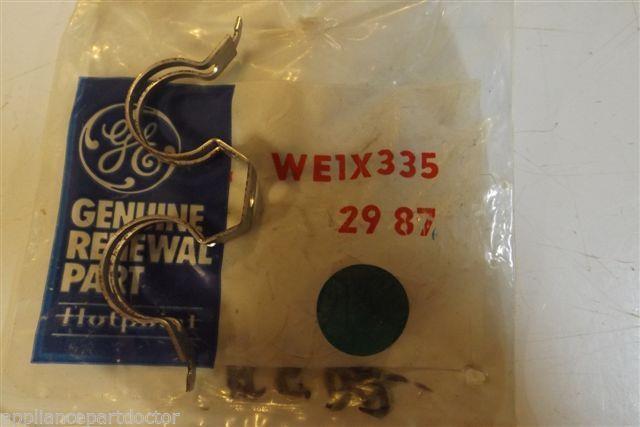 GE
WE1X335
29 87
GENUINE
RENEWAL
PART
Hotpoint
appliancepartdoctor